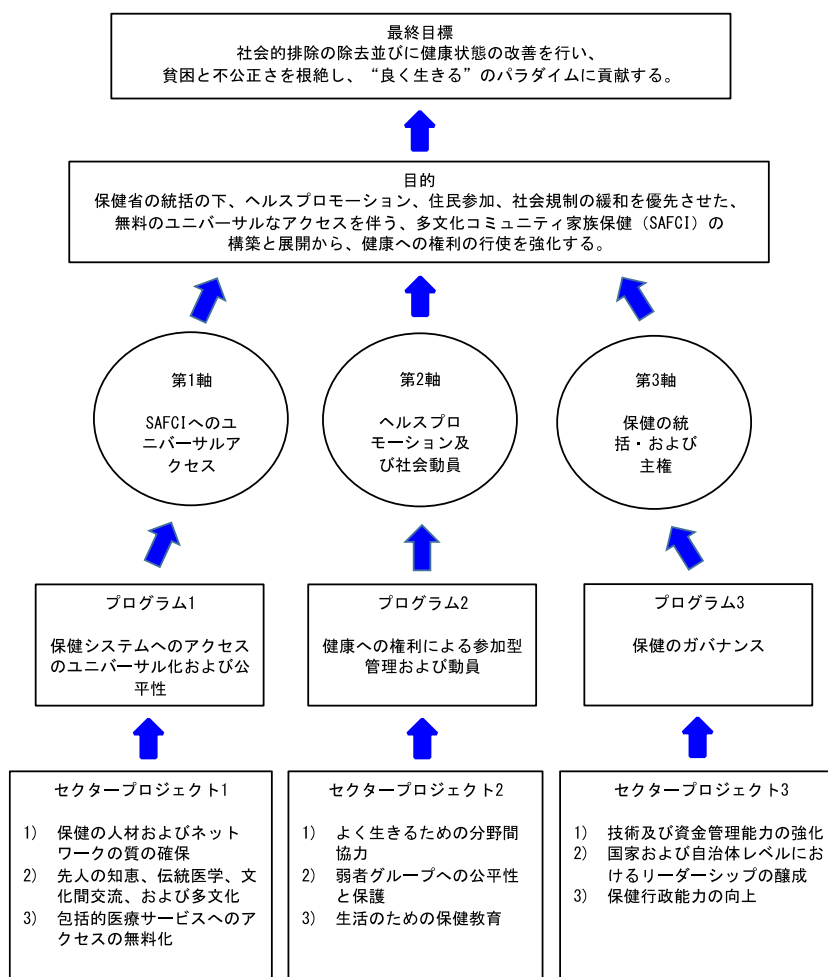 最終目標
社会的排除の除去並びに健康状態の改善を行い、
貧困と不公正さを根絶し、“良く生きる”のパラダイムに貢献する。
目的
保健省の統括の下、ヘルスプロモーション、住民参加、社会規制の緩和を優先させた、
無料のユニバーサルなアクセスを伴う、多文化コミュニティ家族保健（SAFCI）の
構築と展開から、健康への権利の行使を強化する。
第1軸
SAFCIへのユ
ニバーサルアク
セス
第2軸
ヘルスプロ
モーション及
び社会動員
第3軸
保健の統
括・および
主権
プログラム1
保健システムへのアクセス
のユニバーサル化および公
平性
プログラム2
健康への権利による参加型
管理および動員
プログラム3
保健のガバナンス
セクタープロジェクト1
1) 保健の人材およびネット
ワークの質の確保
2) 先人の知恵、伝統医学、文
化間交流、および多文化
3) 包括的医療サービスへのア
クセスの無料化
セクタープロジェクト2
1) よく生きるための分野間
協力
2) 弱者グループへの公平性
と保護
3) 生活のための保健教育
セクタープロジェクト3
1) 技術及び資金管理能力の強化
2) 国家および自治体レベルにお
けるリーダーシップの醸成
3) 保健行政能力の向上